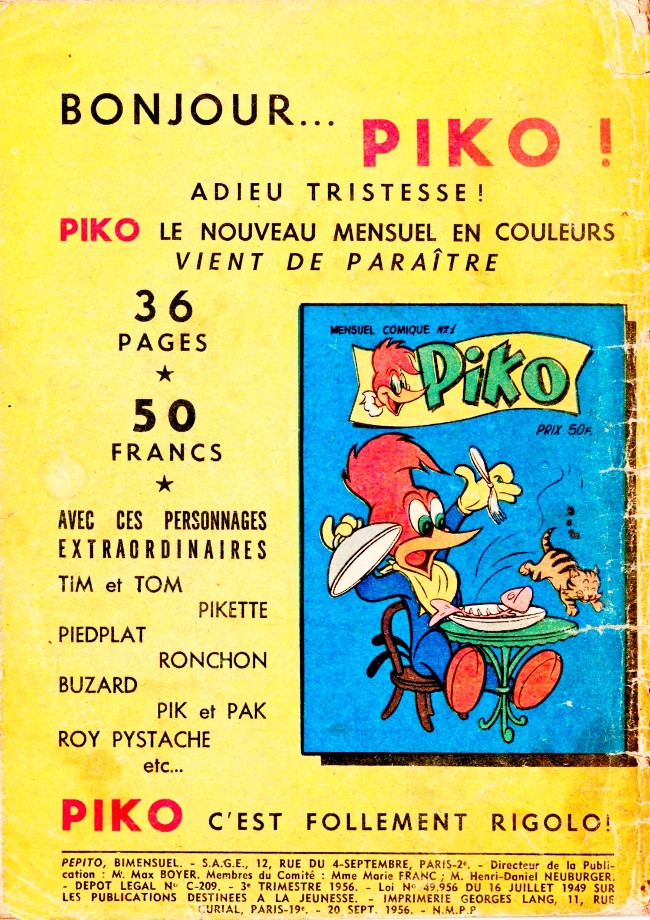 BONJOUR...
PIKO !
ADIEU TRISTESSE !
PIKO LE NOUVEAU MENSUEL EN COULEURS
VIENT DE PARAÎTRE
36
PAGES
★
50
FRANCS
★
AVEC CES PERSONNAGES
EXTRAORDINAIRES
TIM et TOM
PIKETTE
PIEDPLAT
RONCHON
BUZARD
PIK et PAK
ROY PYSTACHE
etc...
MENSUEL COMIQUE N°1
PiKo
PRIX 50F.
PIKO C'EST FOLLEMENT RIGOLO!
PEPITO, BIMENSUEL. - S.A.G.E., 12, RUE DU 4-SEPTEMBRE, PARIS-2e. - Directeur de la Publi-
cation : Mr. Max BOYER. Membres du Comité : Mme Marie FRANC ; M. Henri-Daniel NEUBURGER.
- DEPOT LEGAL No C-209. - 3e TRIMESTRE 1956. - Loi No 49.956 DU 16 JUILLET 1949 SUR
LES PUBLICATIONS DESTINEES A LA JEUNESSE. - IMPRIMERIE GEORGES LANG, 11, RUE
CURIAL, PARIS-19e. - 20 SEPT. 1956. - N.M.P.P